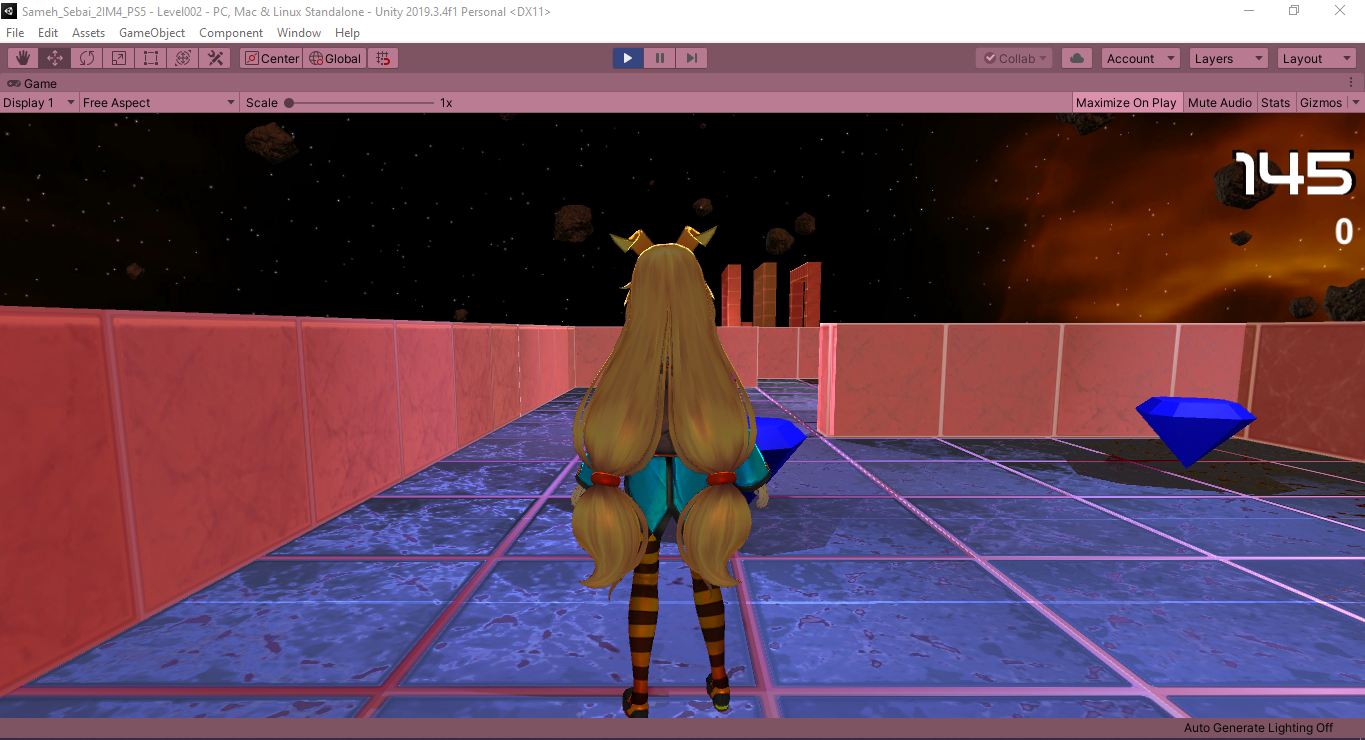 Sameh_Sebai_2IM4_PS5 - Level002 - PC, Mac & Linux Standalone - Unity 2019.3.4f1 Personal <DX11>
File Edit Assets GameObject Component Window Help
Center Global Collab Account Layers Layout
Game
Display 1 Free Aspect Scale 1x Maximize On Play Mute Audio Stats Gizmos
145
0
Auto Generate Lighting Off